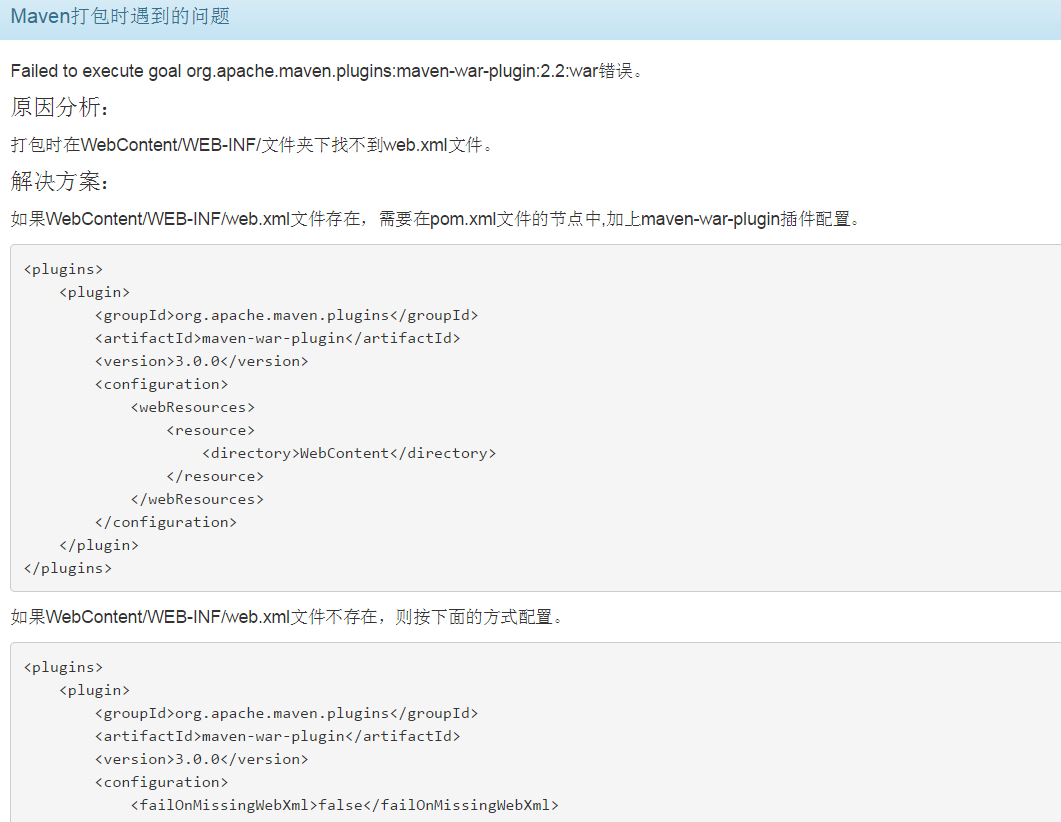 Maven打包时遇到的问题
Failed to execute goal org.apache.maven.plugins:maven-war-plugin:2.2:war错误。
原因分析：
打包时在WebContent/WEB-INF/文件夹下找不到web.xml文件。
解决方案：
如果WebContent/WEB-INF/web.xml文件存在，需要在pom.xml文件的节点中,加上maven-war-plugin插件配置。
<plugins>
    <plugin>
        <groupId>org.apache.maven.plugins</groupId>
        <artifactId>maven-war-plugin</artifactId>
        <version>3.0.0</version>
        <configuration>
            <webResources>
                <resource>
                    <directory>WebContent</directory>
                </resource>
            </webResources>
        </configuration>
    </plugin>
</plugins>
如果WebContent/WEB-INF/web.xml文件不存在，则按下面的方式配置。
<plugins>
    <plugin>
        <groupId>org.apache.maven.plugins</groupId>
        <artifactId>maven-war-plugin</artifactId>
        <version>3.0.0</version>
        <configuration>
            <failOnMissingWebXml>false</failOnMissingWebXml>